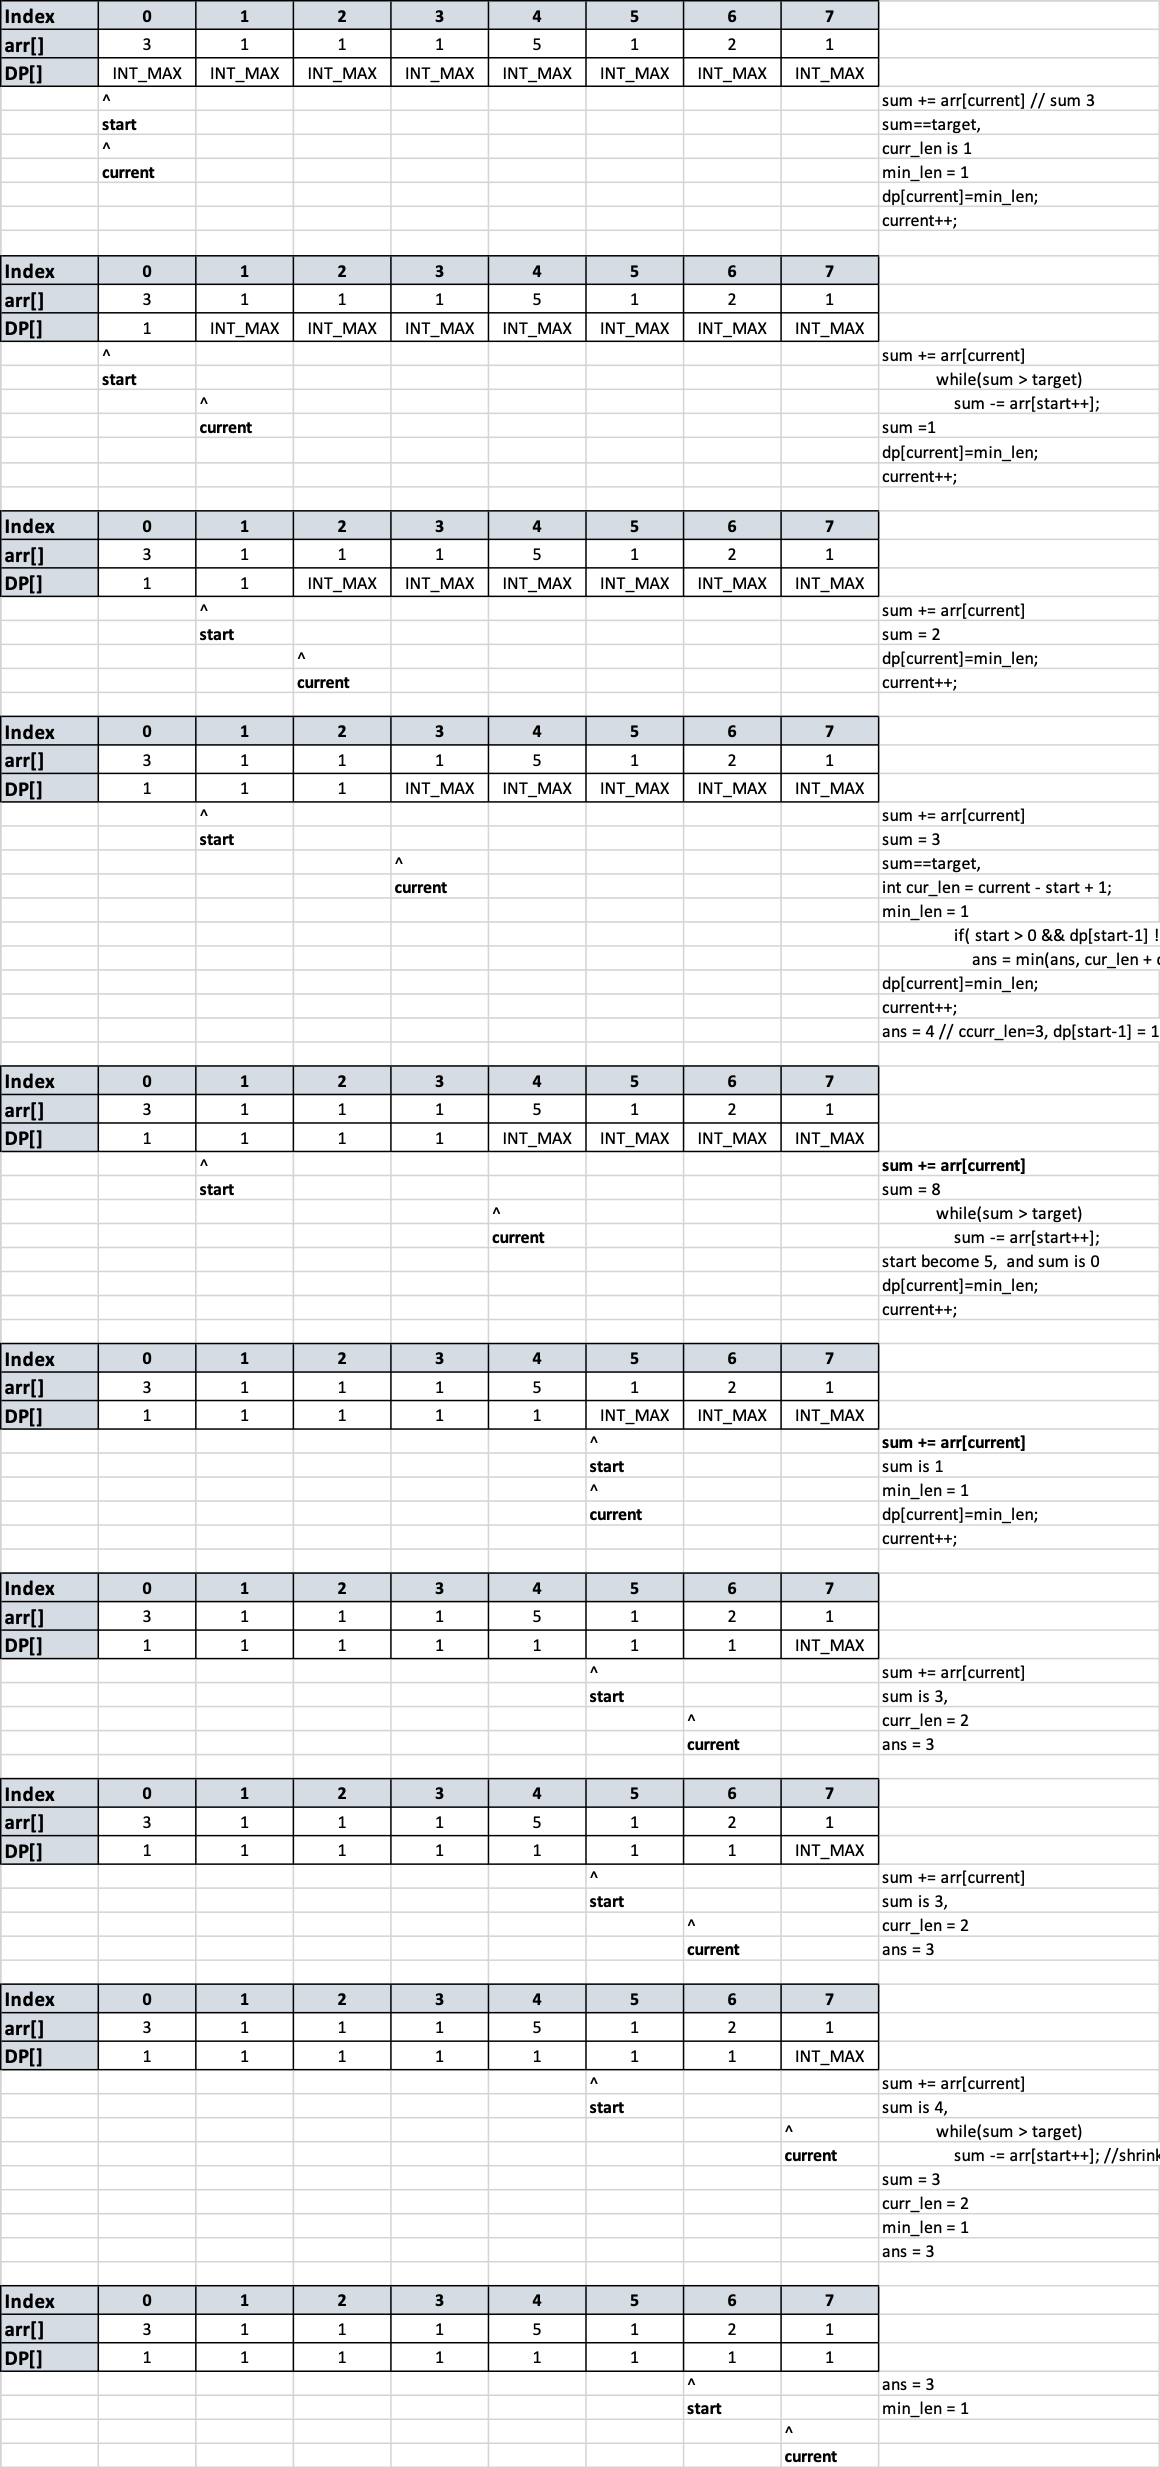 Index 0 1 2 3 4 5 6 7
arr[] 3 1 1 1 5 1 2 1
DP[] INT_MAX INT_MAX INT_MAX INT_MAX INT_MAX INT_MAX INT_MAX INT_MAX
^ sum += arr[current] // sum 3
start sum==target,
^ curr_len is 1
current min_len = 1
dp[current]=min_len;
current++;
Index 0 1 2 3 4 5 6 7
arr[] 3 1 1 1 5 1 2 1
DP[] 1 INT_MAX INT_MAX INT_MAX INT_MAX INT_MAX INT_MAX INT_MAX
^ sum += arr[current]
start while(sum > target)
^ sum -= arr[start++];
current sum =1
dp[current]=min_len;
current++;
Index 0 1 2 3 4 5 6 7
arr[] 3 1 1 1 5 1 2 1
DP[] 1 1 INT_MAX INT_MAX INT_MAX INT_MAX INT_MAX INT_MAX
^ sum += arr[current]
start sum = 2
^ dp[current]=min_len;
current current++;
Index 0 1 2 3 4 5 6 7
arr[] 3 1 1 1 5 1 2 1
DP[] 1 1 1 INT_MAX INT_MAX INT_MAX INT_MAX INT_MAX
^ sum += arr[current]
start sum = 3
^ sum==target,
current int cur_len = current - start + 1;
min_len = 1
if( start > 0 && dp[start-1] !
ans = min(ans, cur_len +
dp[current]=min_len;
current++;
ans = 4 // ccurr_len=3, dp[start-1] = 1
Index 0 1 2 3 4 5 6 7
arr[] 3 1 1 1 5 1 2 1
DP[] 1 1 1 1 INT_MAX INT_MAX INT_MAX INT_MAX
^ sum += arr[current]
start sum = 8
^ while(sum > target)
current sum -= arr[start++];
start become 5, and sum is 0
dp[current]=min_len;
current++;
Index 0 1 2 3 4 5 6 7
arr[] 3 1 1 1 5 1 2 1
DP[] 1 1 1 1 1 INT_MAX INT_MAX INT_MAX
^ sum += arr[current]
start sum is 1
^ min_len = 1
current dp[current]=min_len;
current++;
Index 0 1 2 3 4 5 6 7
arr[] 3 1 1 1 5 1 2 1
DP[] 1 1 1 1 1 1 1 INT_MAX
^ sum += arr[current]
start sum is 3,
^ curr_len = 2
current ans = 3
Index 0 1 2 3 4 5 6 7
arr[] 3 1 1 1 5 1 2 1
DP[] 1 1 1 1 1 1 1 INT_MAX
^ sum += arr[current]
start sum is 3,
^ curr_len = 2
current ans = 3
Index 0 1 2 3 4 5 6 7
arr[] 3 1 1 1 5 1 2 1
DP[] 1 1 1 1 1 1 1 INT_MAX
^ sum += arr[current]
start sum is 4,
^ while(sum > target)
current sum -= arr[start++]; //shrink
sum = 3
curr_len = 2
min_len = 1
ans = 3
Index 0 1 2 3 4 5 6 7
arr[] 3 1 1 1 5 1 2 1
DP[] 1 1 1 1 1 1 1 1
^ ans = 3
start min_len = 1
^
current